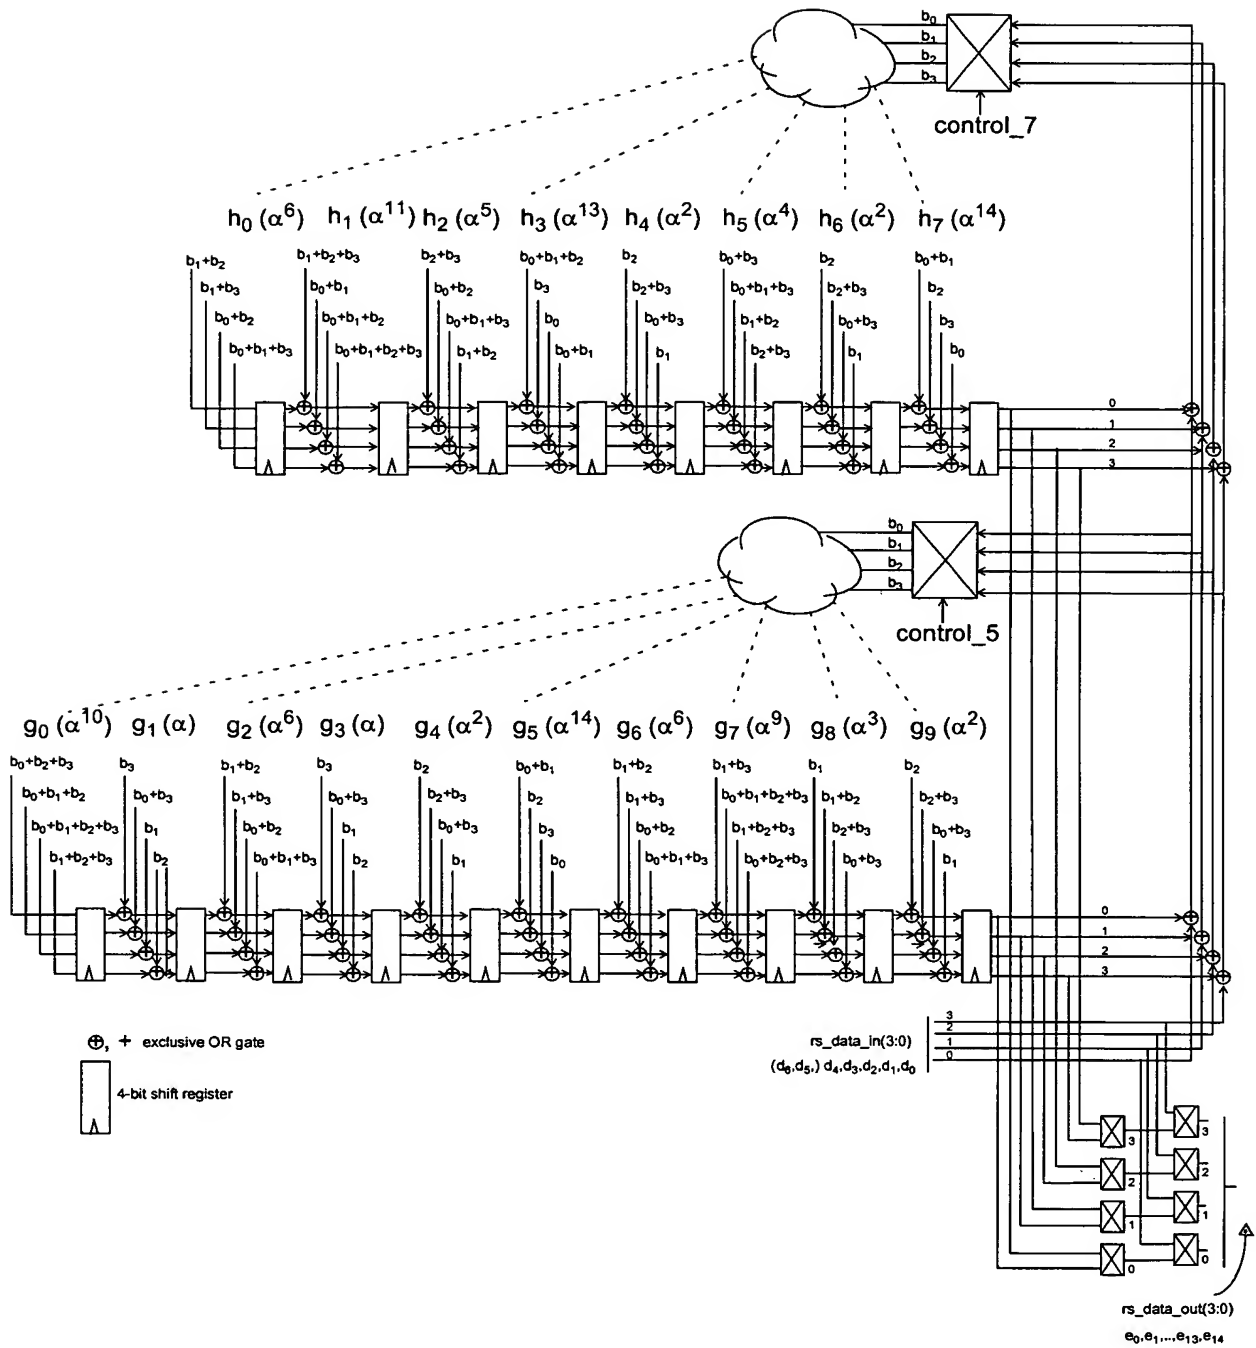 b₀
b₁
b₂
b₃
control_7
h₀ (α⁶) h₁ (α¹¹) h₂ (α⁵) h₃ (α¹³) h₄ (α²) h₅ (α⁴) h₆ (α²) h₇ (α¹⁴)
b₁+b₂ b₁+b₂+b₃ b₂+b₃ b₀+b₁+b₂ b₂ b₀+b₃ b₂ b₀+b₁
b₁+b₃ b₀+b₁ b₀+b₂ b₃ b₂+b₃ b₀+b₁+b₃ b₂+b₃ b₂
b₀+b₂ b₀+b₁+b₂ b₀+b₁+b₃ b₀ b₀+b₃ b₁+b₂ b₀+b₃ b₃
b₀+b₁+b₃ b₀+b₁+b₂+b₃ b₁+b₂ b₀+b₁ b₁ b₂+b₃ b₁ b₀
0
1
2
3
b₀
b₁
b₂
b₃
control_5
g₀ (α¹⁰) g₁ (α) g₂ (α⁶) g₃ (α) g₄ (α²) g₅ (α¹⁴) g₆ (α⁶) g₇ (α⁹) g₈ (α³) g₉ (α²)
b₀+b₂+b₃ b₃ b₁+b₂ b₃ b₂ b₀+b₁ b₁+b₂ b₁+b₃ b₁ b₂
b₀+b₁+b₂ b₀+b₃ b₁+b₃ b₀+b₃ b₂+b₃ b₂ b₁+b₃ b₀+b₁+b₂+b₃ b₁+b₂ b₂+b₃
b₀+b₁+b₂+b₃ b₁ b₀+b₂ b₁ b₀+b₃ b₃ b₀+b₂ b₁+b₂+b₃ b₂+b₃ b₀+b₃
b₁+b₂+b₃ b₂ b₀+b₁+b₃ b₂ b₁ b₀ b₀+b₁+b₃ b₀+b₂+b₃ b₀+b₃ b₁
0
1
2
3
⊕, + exclusive OR gate
4-bit shift register
3
2
1
0
rs_data_in(3:0)
(d₆,d₅,) d₄,d₃,d₂,d₁,d₀
3 3
2 2
1 1
0 0
rs_data_out(3:0)
e₀,e₁,..,e₁₃,e₁₄